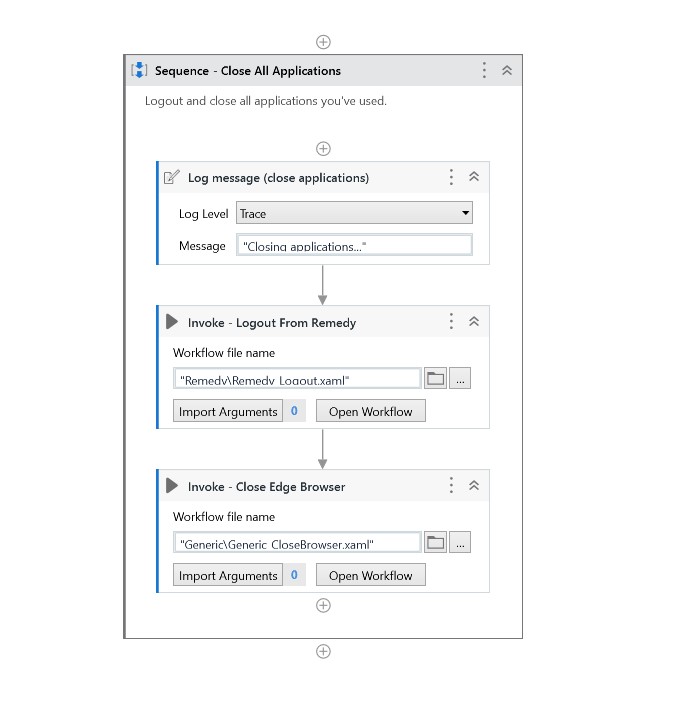 Sequence - Close All Applications
Logout and close all applications you've used.
Log message (close applications)
Log Level Trace
Message "Closing applications..."
Invoke - Logout From Remedy
Workflow file name
"Remedy\Remedy_Logout.xaml" ...
Import Arguments 0 Open Workflow
Invoke - Close Edge Browser
Workflow file name
"Generic\Generic_CloseBrowser.xaml" ...
Import Arguments 0 Open Workflow